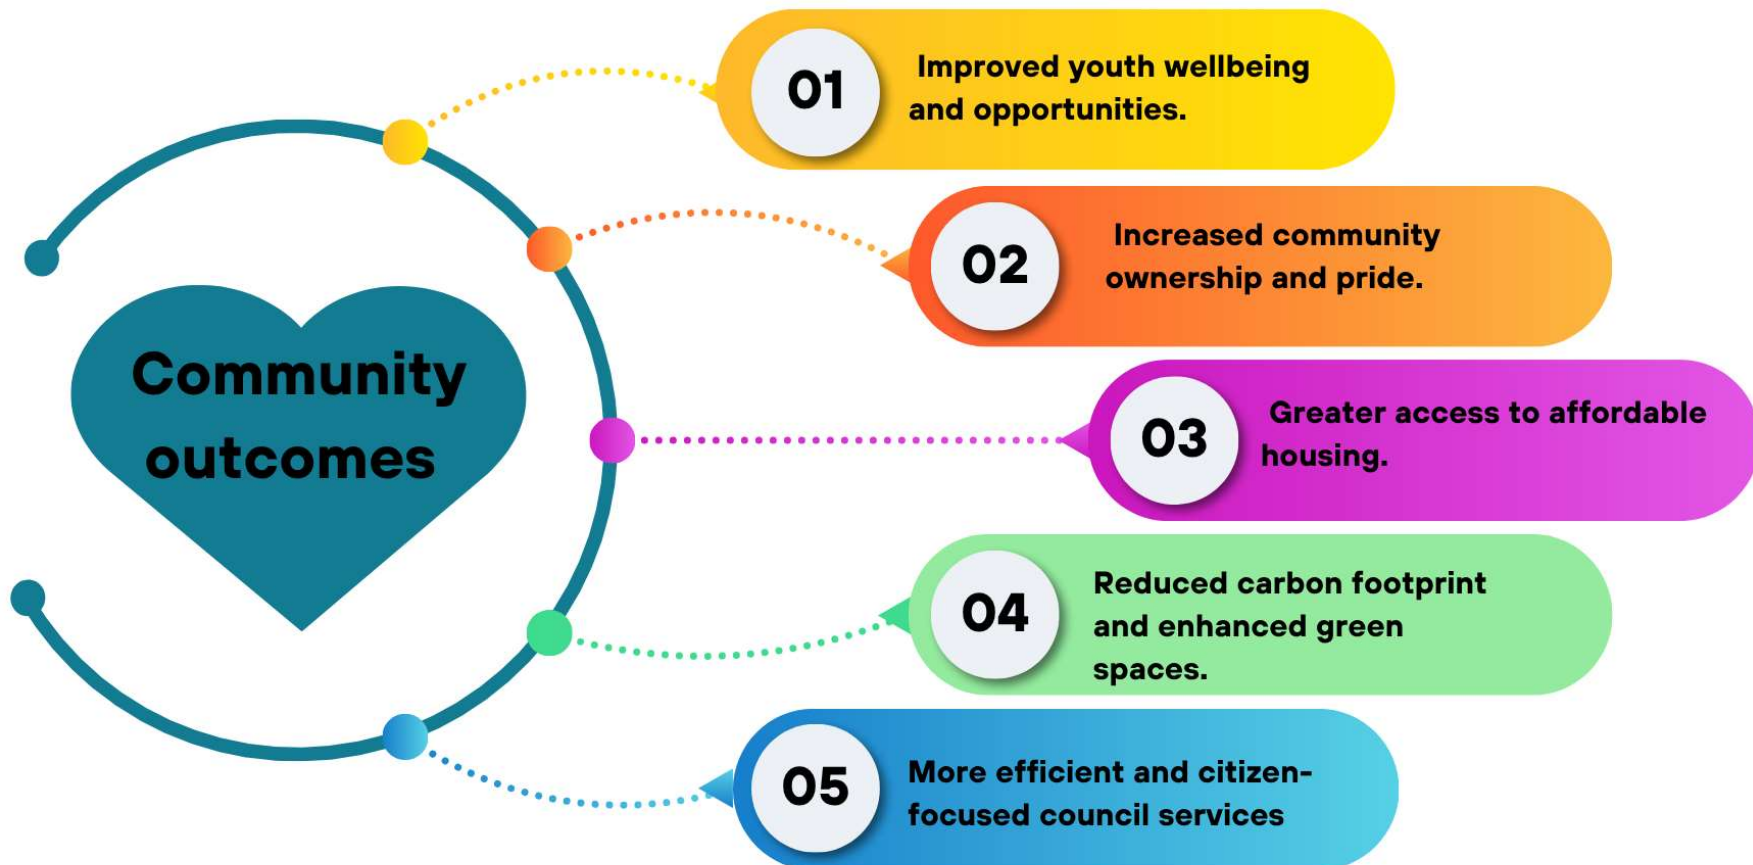 Community
outcomes
01
Improved youth wellbeing
and opportunities.
02
Increased community
ownership and pride.
03
Greater access to affordable
housing.
04
Reduced carbon footprint
and enhanced green
spaces.
05
More efficient and citizen-
focused council services